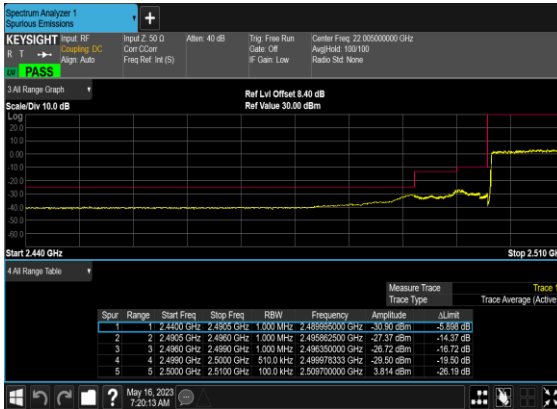 Spectrum Analyzer 1
Spurious Emissions
KEYSIGHT Input: RF Input Z: 50 Ω Atten: 40 dB Trig: Free Run Center Freq: 22.005000000 GHz
R T Coupling: DC Corr CCorr Gate: Off Avg|Hold: 100/100
Align: Auto Freq Ref: Int (S) IF Gain: Low Radio Std: None
LXI PASS
3 All Range Graph
Ref Lvl Offset 8.40 dB
Scale/Div 10.0 dB Ref Value 30.00 dBm
Log
20.0
10.0
0.00
-10.0
-20.0
-30.0
-40.0
-50.0
-60.0
Start 2.440 GHz Stop 2.510 GH
4 All Range Table
Measure Trace Trace 1
Trace Type Trace Average (Active
Spur Range Start Freq Stop Freq RBW Frequency Amplitude ΔLimit
1 1 2.4400 GHz 2.4905 GHz 1.000 MHz 2.489995000 GHz -30.90 dBm -5.898 dB
2 2 2.4905 GHz 2.4960 GHz 1.000 MHz 2.495862500 GHz -27.37 dBm -14.37 dB
3 3 2.4960 GHz 2.4990 GHz 1.000 MHz 2.496350000 GHz -26.72 dBm -16.72 dB
4 4 2.4990 GHz 2.5000 GHz 510.0 kHz 2.499978333 GHz -29.50 dBm -19.50 dB
5 5 2.5000 GHz 2.5100 GHz 100.0 kHz 2.509700000 GHz 3.814 dBm -26.19 dB
May 16, 2023
7:20:13 AM